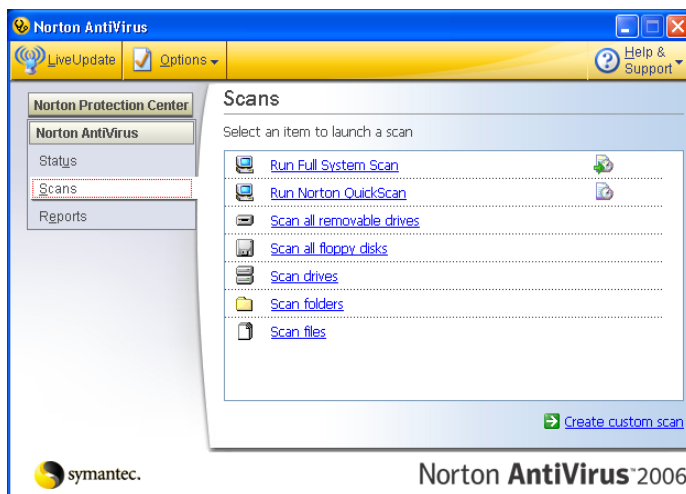 Norton AntiVirus
LiveUpdate Options Help & Support
Norton Protection Center
Norton AntiVirus
Status
Scans
Reports
Scans
Select an item to launch a scan
Run Full System Scan
Run Norton QuickScan
Scan all removable drives
Scan all floppy disks
Scan drives
Scan folders
Scan files
Create custom scan
symantec.
Norton AntiVirus™2006